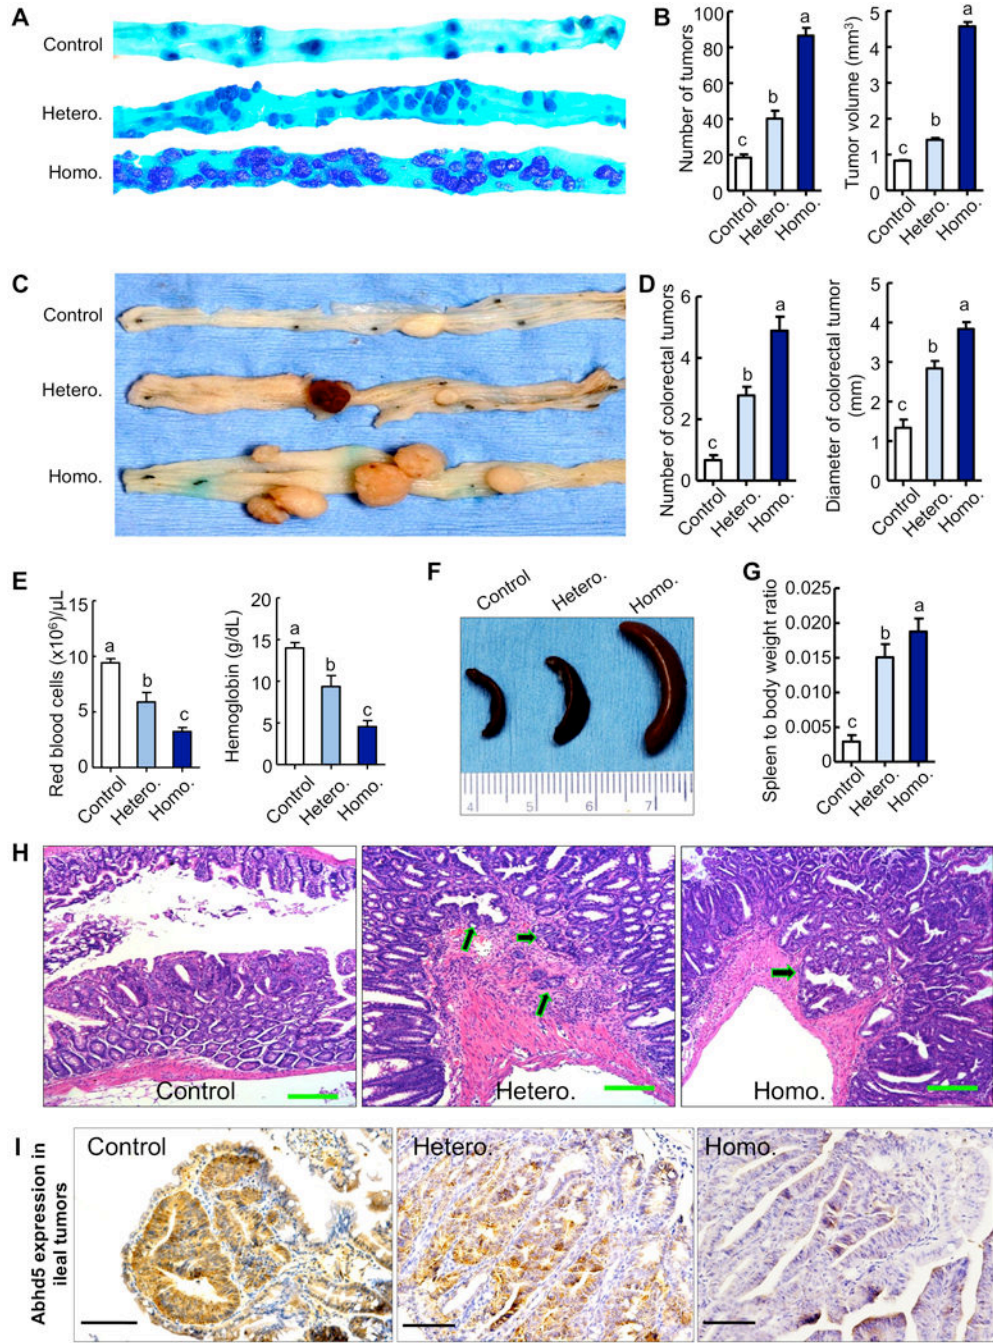 A
Control
Hetero.
Homo.
B
Number of tumors
100
80
60
40
20
0
c
b
a
Control
Hetero.
Homo.
Tumor volume (mm³)
5
4
3
2
1
0
c
b
a
Control
Hetero.
Homo.
C
Control
Hetero.
Homo.
D
Number of colorectal tumors
6
4
2
0
c
b
a
Control
Hetero.
Homo.
Diameter of colorectal tumors
(mm)
5
4
3
2
1
0
c
b
a
Control
Hetero.
Homo.
E
Red blood cells (x10⁶)/µL
15
10
5
0
a
b
c
Control
Hetero.
Homo.
Hemoglobin (g/dL)
20
15
10
5
0
a
b
c
Control
Hetero.
Homo.
F
Control
Hetero.
Homo.
4 5 6 7
G
Spleen to body weight ratio
0.025
0.020
0.015
0.010
0.005
0
c
b
a
Control
Hetero.
Homo.
H
Control
Hetero.
Homo.
I
Abhd5 expression in
ileal tumors
Control
Hetero.
Homo.